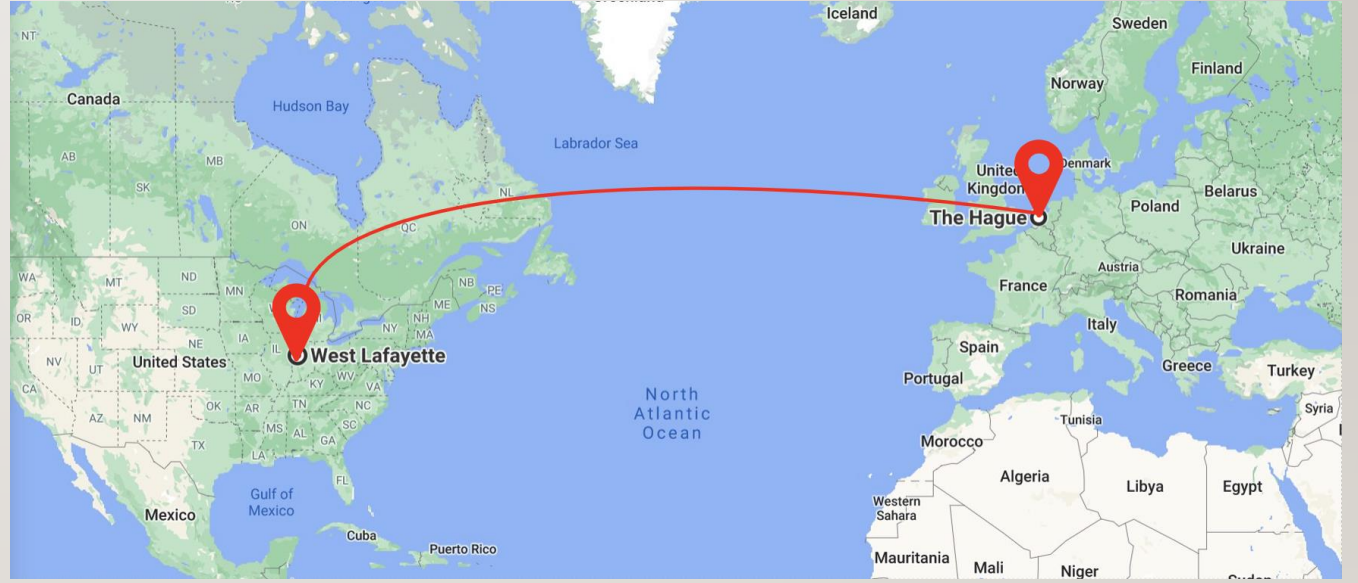 Iceland
Sweden
NT
Finland
Norway
Canada
Hudson Bay
Labrador Sea
AB
MB
SK
NL
United
Kingdom
Denmark
Belarus
Poland
The Hague
ON
QC
Ukraine
Austria
WA
MT
ND
MN
NB
PE
France
Romania
OR
ID
SD
ME
NS
WY
NH
NY
MA
Italy
IA
NE
IL
West Lafayette
Spain
United States
NV
UT
Greece
Turkey
MO
KY
WV
VA
Portugal
CA
North
Atlantic
Ocean
OK
AR
TN
NC
AZ
NM
MS
AL
SC
GA
Syria
Tunisia
TX
LA
Morocco
FL
Algeria
Libya
Egypt
Gulf of
Mexico
Western
Sahara
Mexico
Cuba
Puerto Rico
Mauritania
Mali
Niger